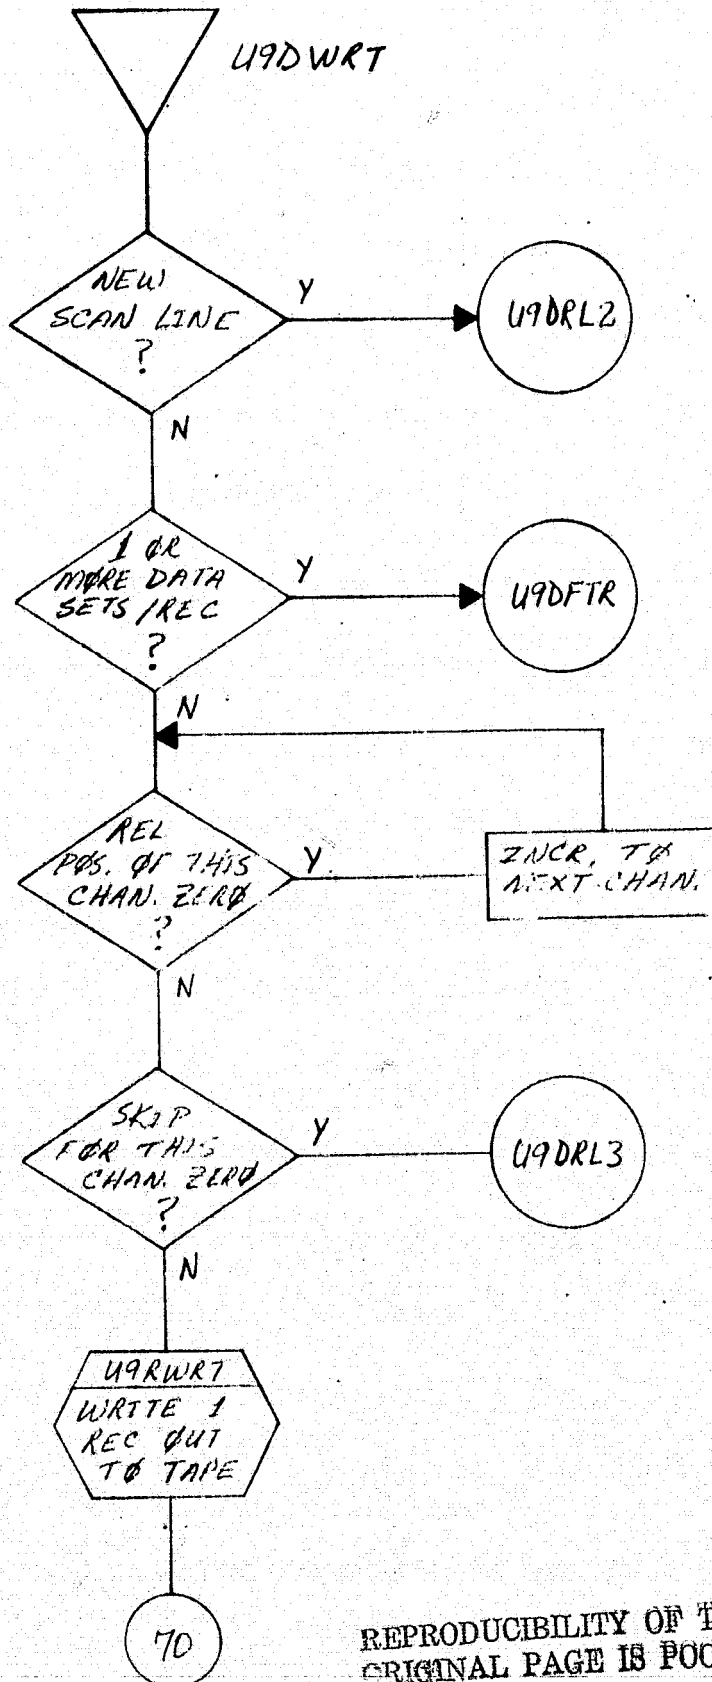 U9DWRT
NEW
SCAN LINE
?
Y
U9DRL2
N
1 ØR
MØRE DATA
SETS /REC
?
Y
U9DFTR
N
REL
PØS. ØF THIS
CHAN. ZERØ
?
Y
INCR. TØ
NEXT CHAN.
N
SKIP
FØR THIS
CHAN. ZERØ
?
Y
U9DRL3
N
U9RWRT
WRITE 1
REC ØUT
TØ TAPE
70
REPRODUCIBILITY OF
ORIGINAL PAGE IS